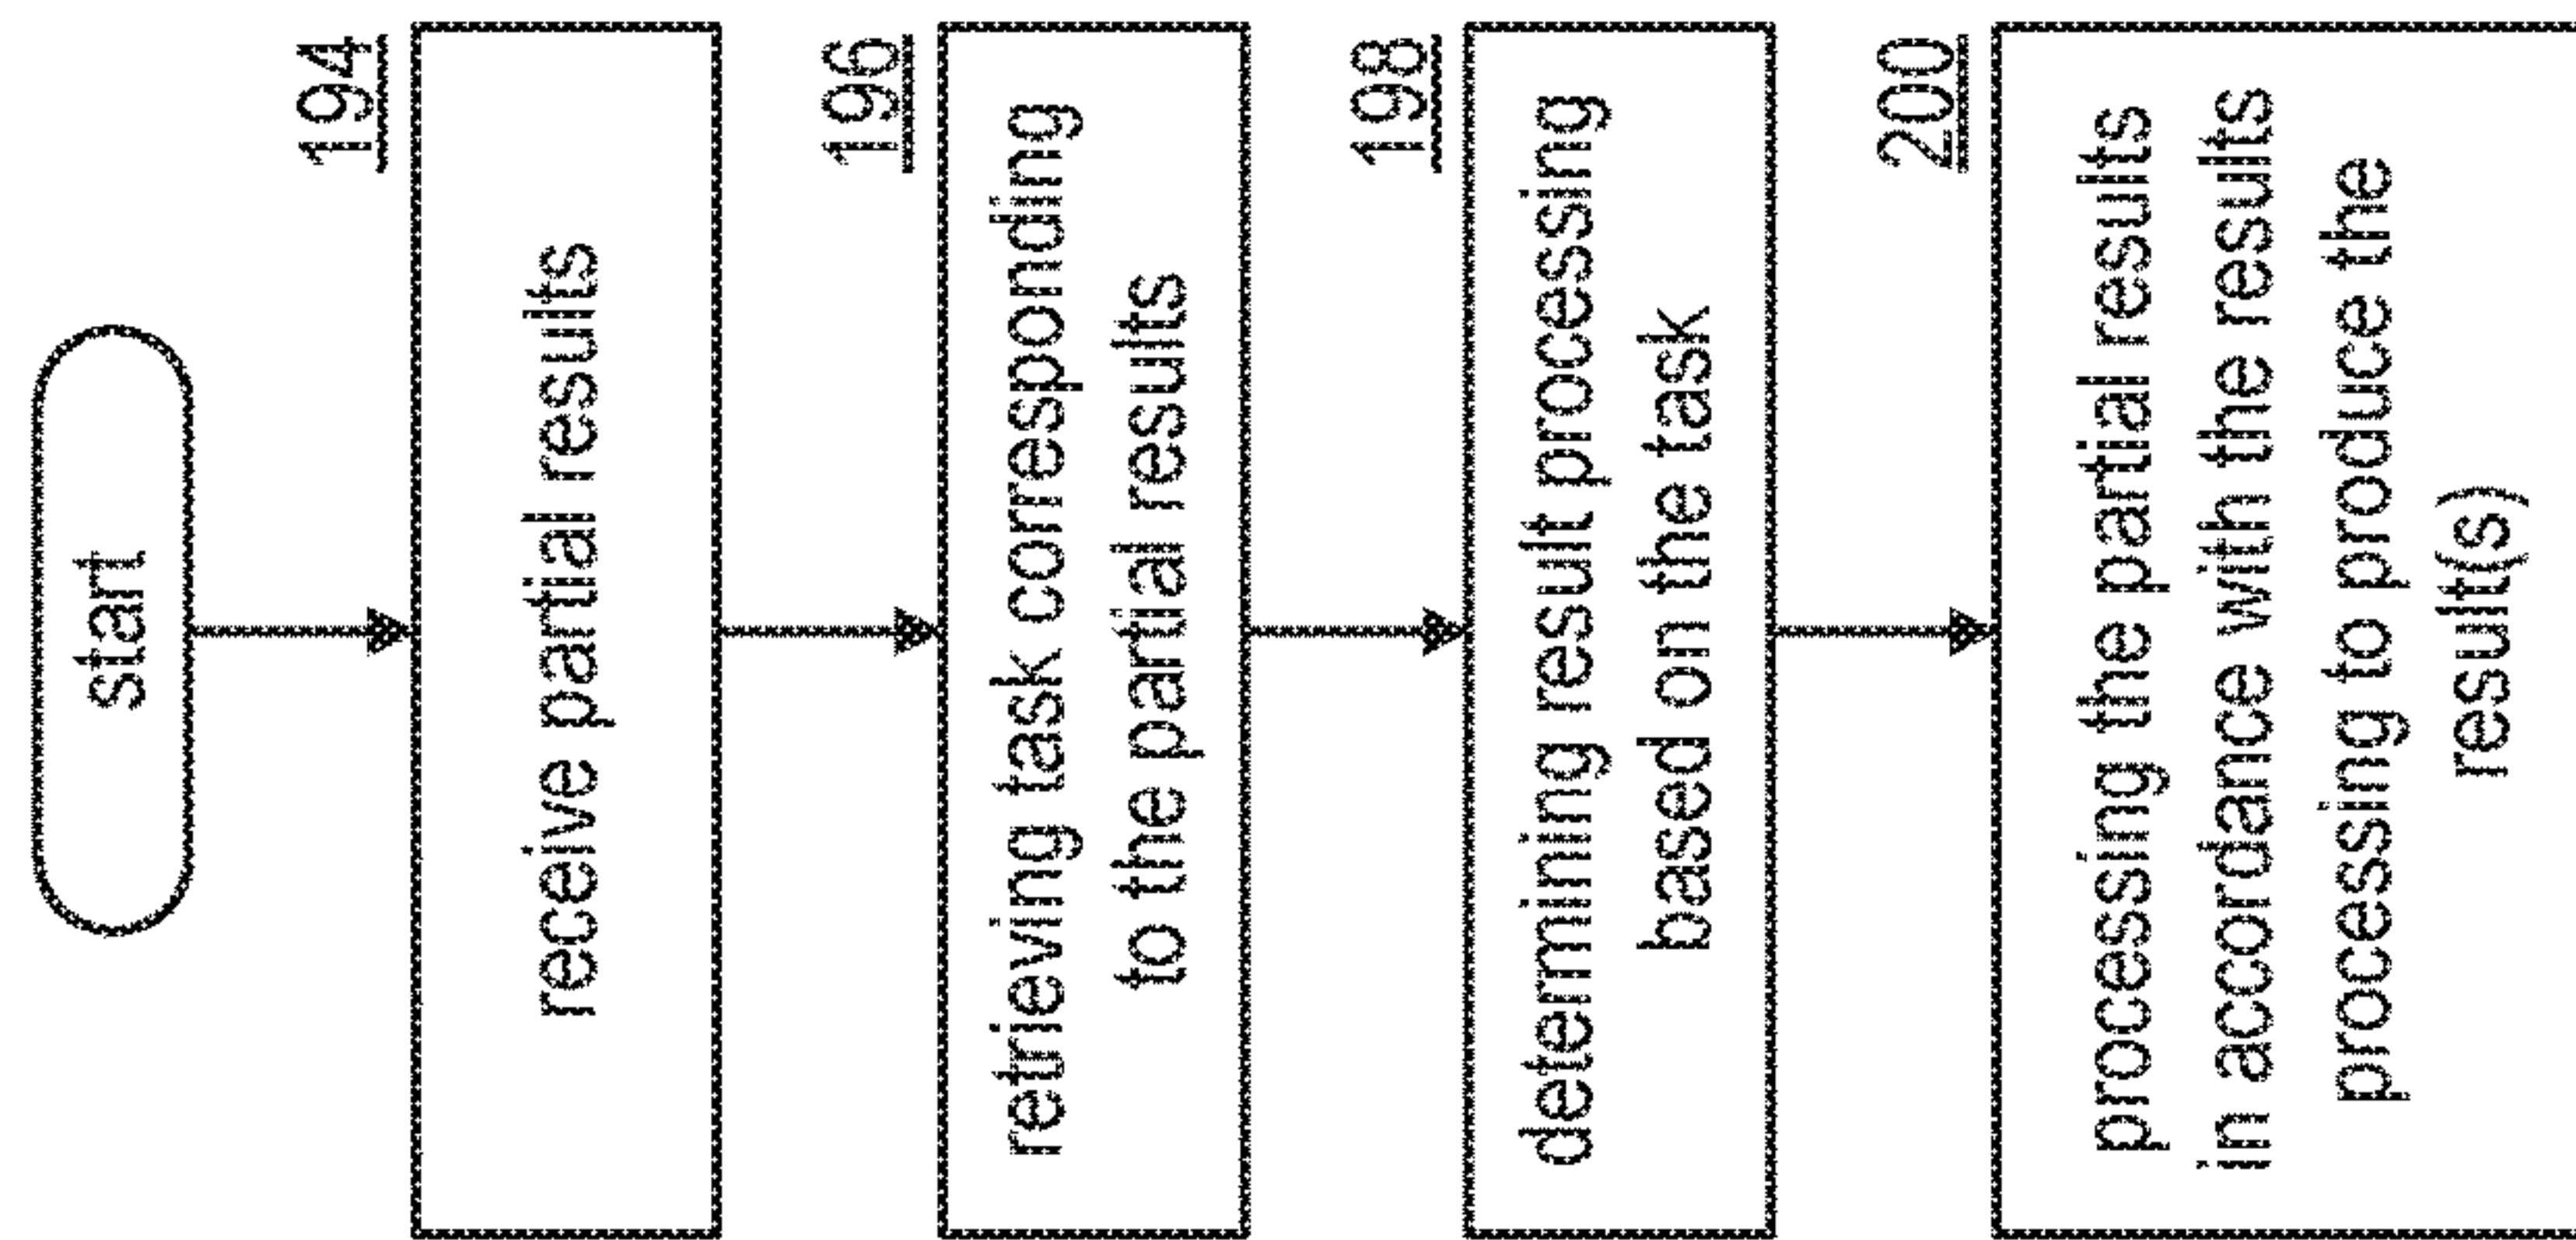 start
194
receive partial results
196
retrieving task corresponding
to the partial results
198
determining result processing
based on the task
200
processing the partial results
in accordance with the results
processing to produce the
result(s)